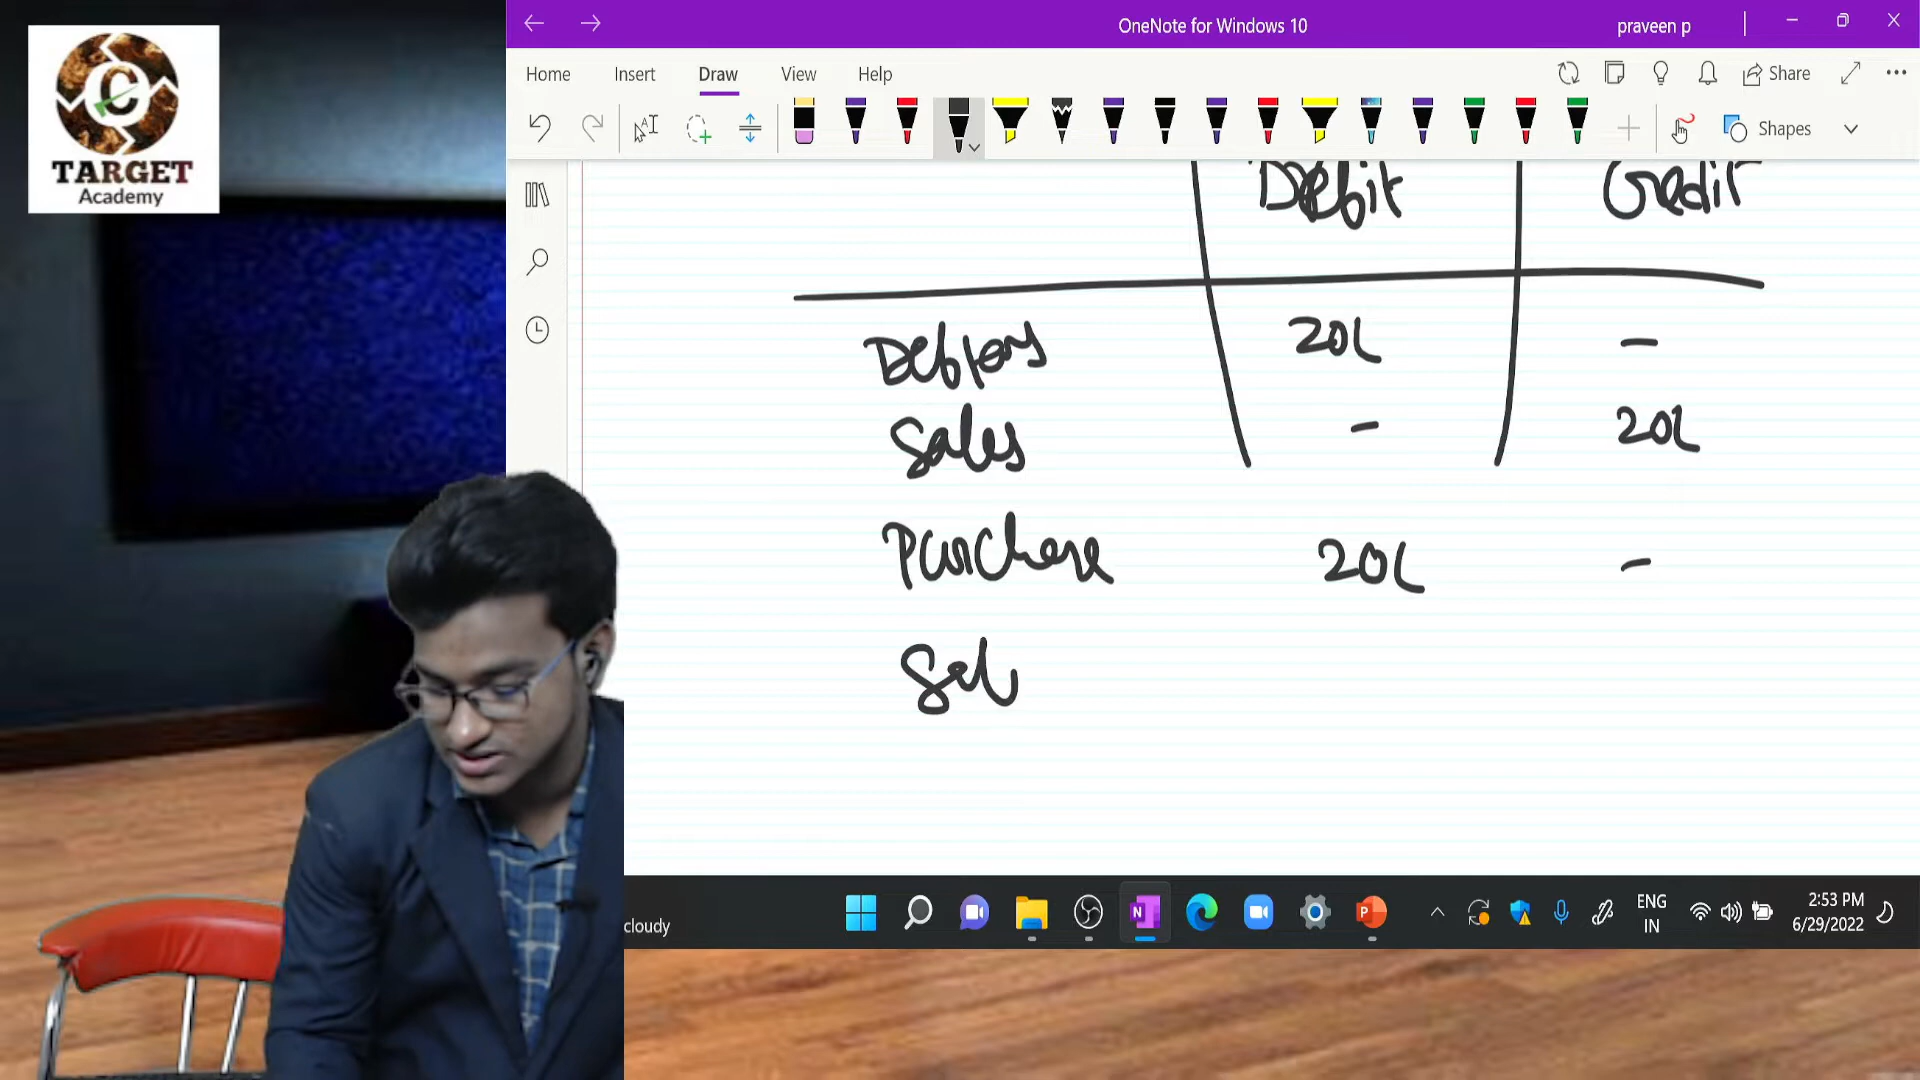 OneNote for Windows 10
praveen p
Home Insert Draw View Help
Share
Shapes
TARGET
Academy
Debit Credit
Debtors 20L -
Sales - 20L
Purchase 20L -
cloudy
ENG
IN
2:53 PM
6/29/2022